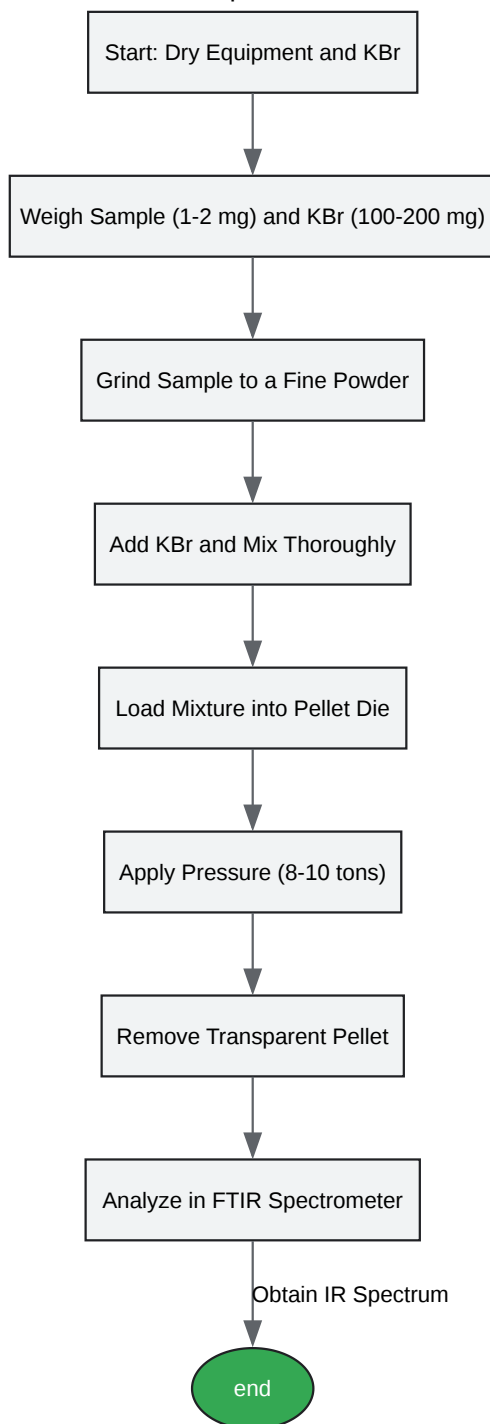 Start: Dry Equipment and KBr
Weigh Sample (1-2 mg) and KBr (100-200 mg)
Grind Sample to a Fine Powder
Add KBr and Mix Thoroughly
Load Mixture into Pellet Die
Apply Pressure (8-10 tons)
Remove Transparent Pellet
Analyze in FTIR Spectrometer
Obtain IR Spectrum
end